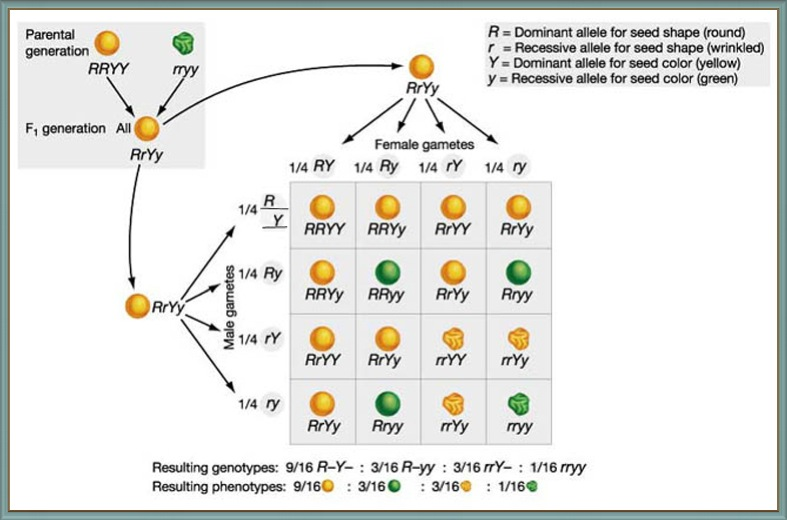 Parental
generation
RRYY
rryy
F1 generation All
RrYy
R = Dominant allele for seed shape (round)
r = Recessive allele for seed shape (wrinkled)
Y = Dominant allele for seed color (yellow)
y = Recessive allele for seed color (green)
RrYy
Female gametes
1/4 RY 1/4 Ry 1/4 rY 1/4 ry
1/4 R
Y
RRYY RRYy RrYY RrYy
Male gametes
1/4 Ry
RRYy RRyy RrYy Rryy
RrYy
1/4 rY
RrYY RrYy rrYY rrYy
1/4 ry
RrYy Rryy rrYy rryy
Resulting genotypes: 9/16 R–Y– : 3/16 R–yy : 3/16 rrY– : 1/16 rryy
Resulting phenotypes: 9/16 : 3/16 : 3/16 : 1/16